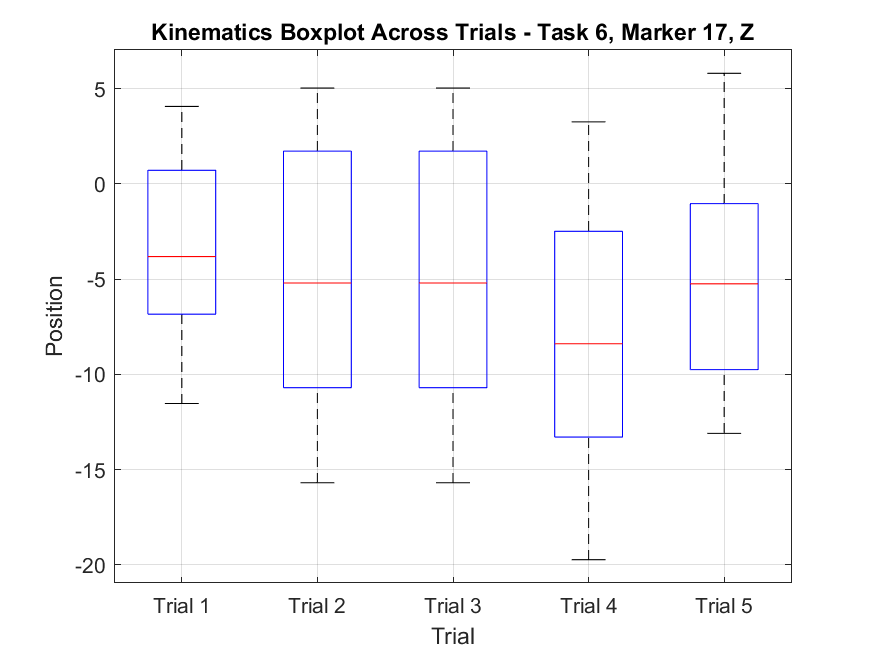 Kinematics Boxplot Across Trials - Task 6, Marker 17, Z
5
0
-5
-10
-15
-20
Position
Trial 1 Trial 2 Trial 3 Trial 4 Trial 5
Trial